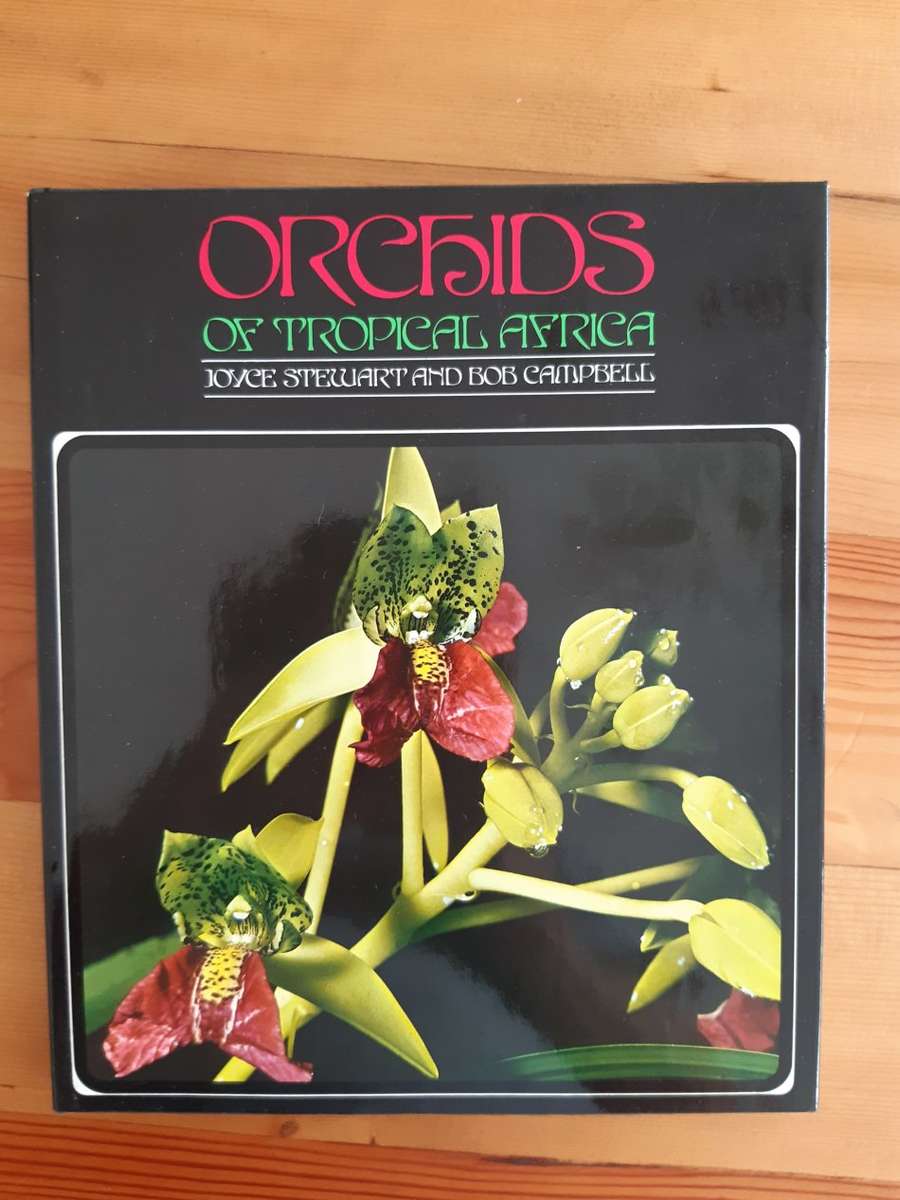 ORCHIDS
OF TROPICAL AFRICA
JOYCE STEWART AND BOB CAMPBELL